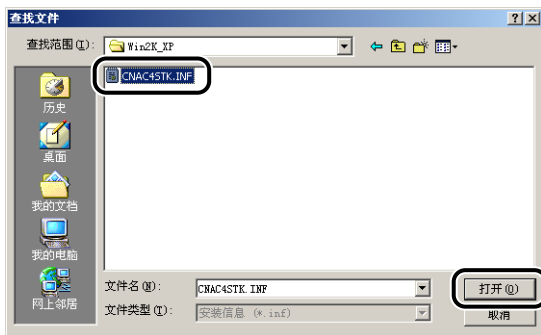 查找文件
查找范围(I):
Win2K_XP
CNAC4STK.INF
历史
桌面
我的文档
我的电脑
网上邻居
文件名(N):
CNAC4STK.INF
打开(O)
文件类型(T):
安装信息 (*.inf)
取消